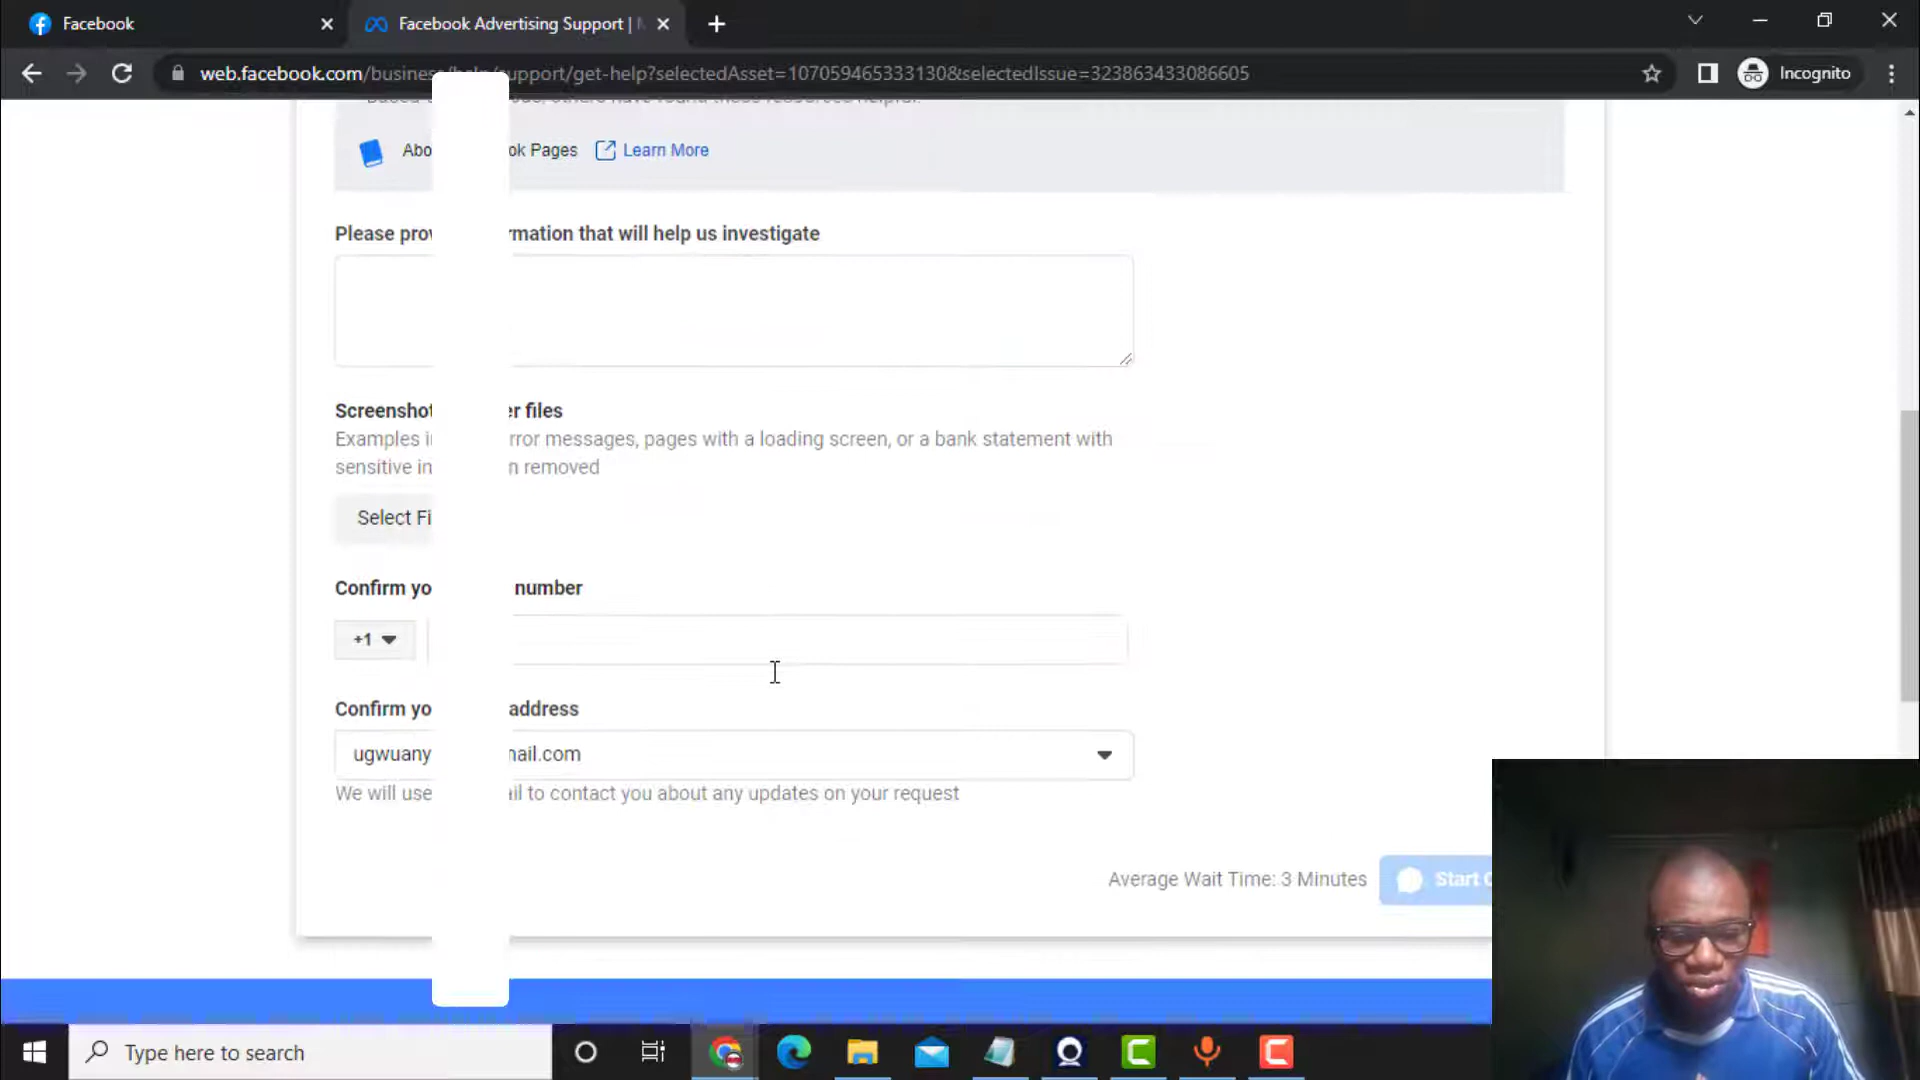 Facebook
Facebook Advertising Support |
web.facebook.com/business/help/support/get-help?selectedAsset=107059465333130&selectedIssue=323863433086605
Incognito
ok Pages Learn More
Please prov rmation that will help us investigate
Screenshot r files
Examples i rror messages, pages with a loading screen, or a bank statement with
sensitive in n removed
Select Fi
Confirm yo number
+1
Confirm yo address
ugwuany mail.com
We will use il to contact you about any updates on your request
Average Wait Time: 3 Minutes Start
Type here to search